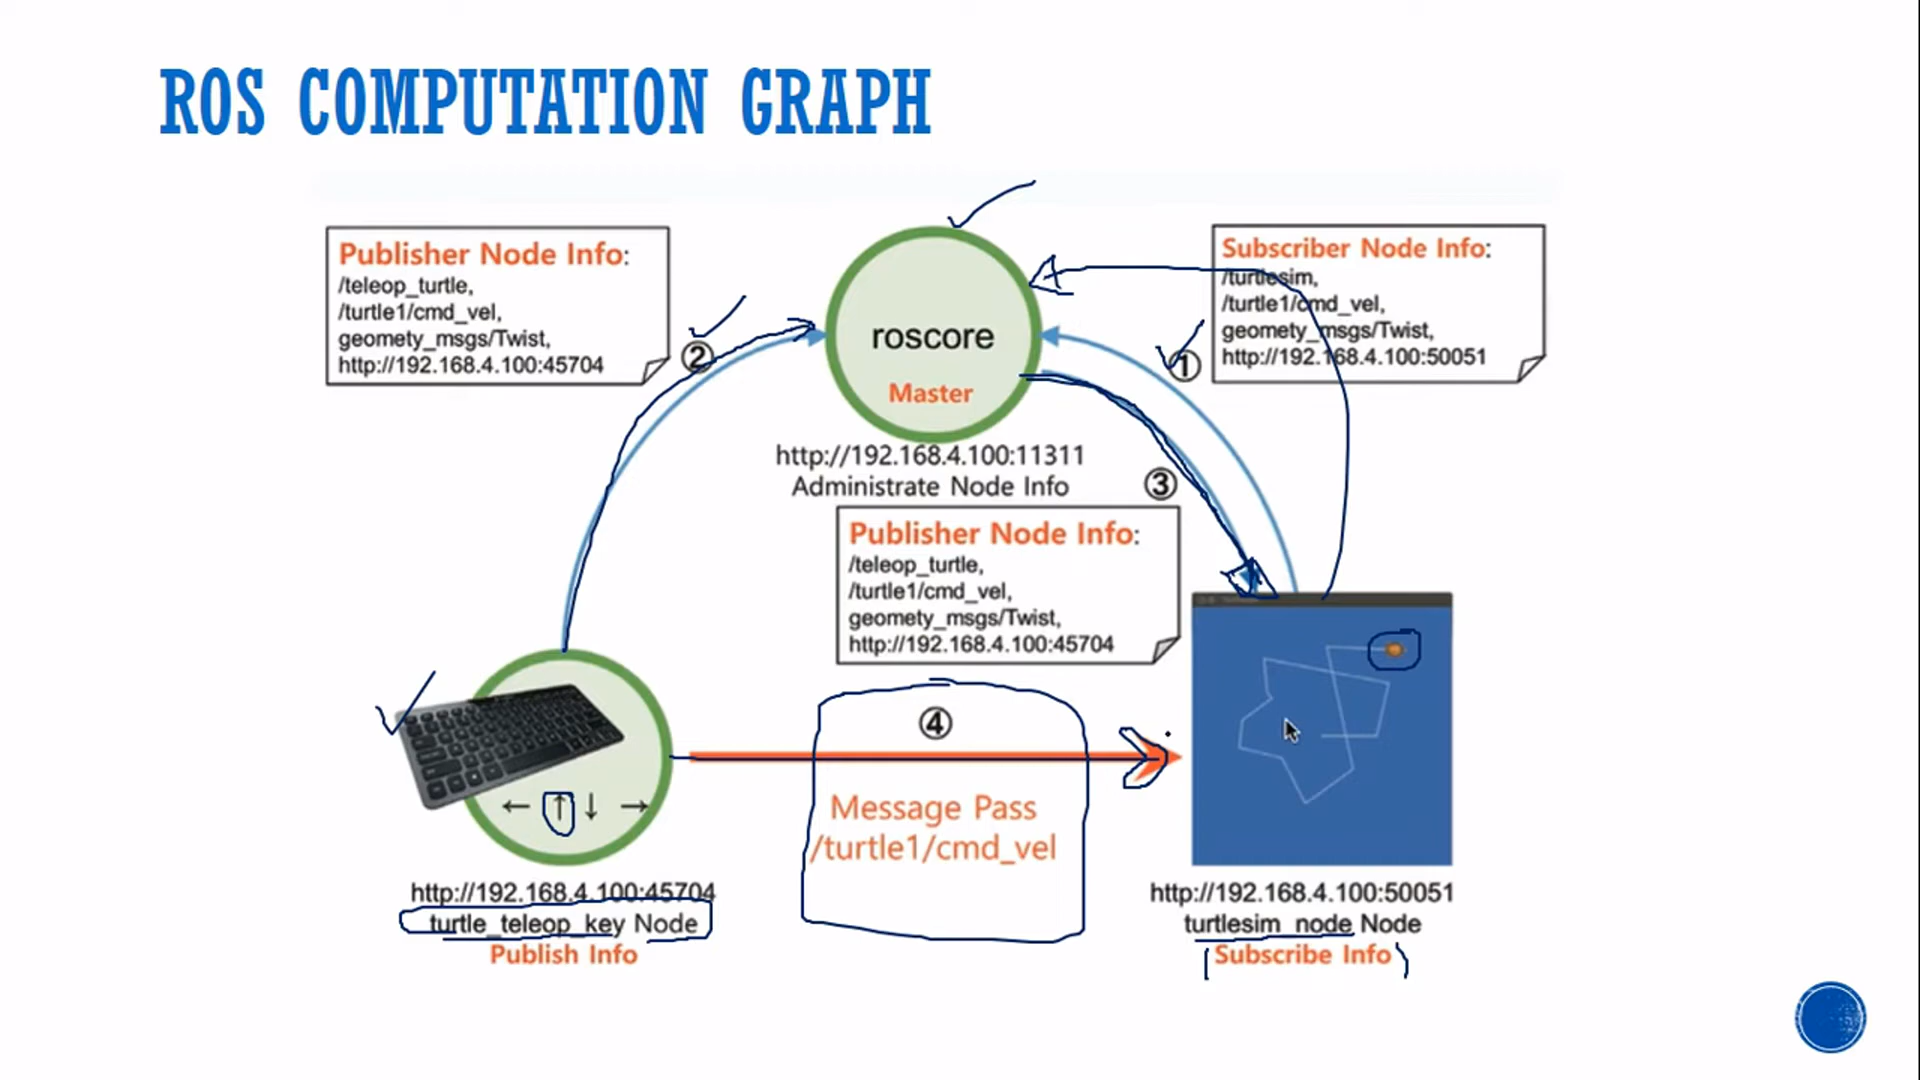 ROS COMPUTATION GRAPH
Publisher Node Info:
/teleop_turtle,
/turtle1/cmd_vel,
geomety_msgs/Twist,
http://192.168.4.100:45704
②
roscore
Master
http://192.168.4.100:11311
Administrate Node Info
①
Subscriber Node Info:
/turtlesim,
/turtle1/cmd_vel,
geomety_msgs/Twist,
http://192.168.4.100:50051
③
Publisher Node Info:
/teleop_turtle,
/turtle1/cmd_vel,
geomety_msgs/Twist,
http://192.168.4.100:45704
④
Message Pass
/turtle1/cmd_vel
← ↑ ↓ →
http://192.168.4.100:45704
turtle_teleop_key Node
Publish Info
http://192.168.4.100:50051
turtlesim_node Node
Subscribe Info